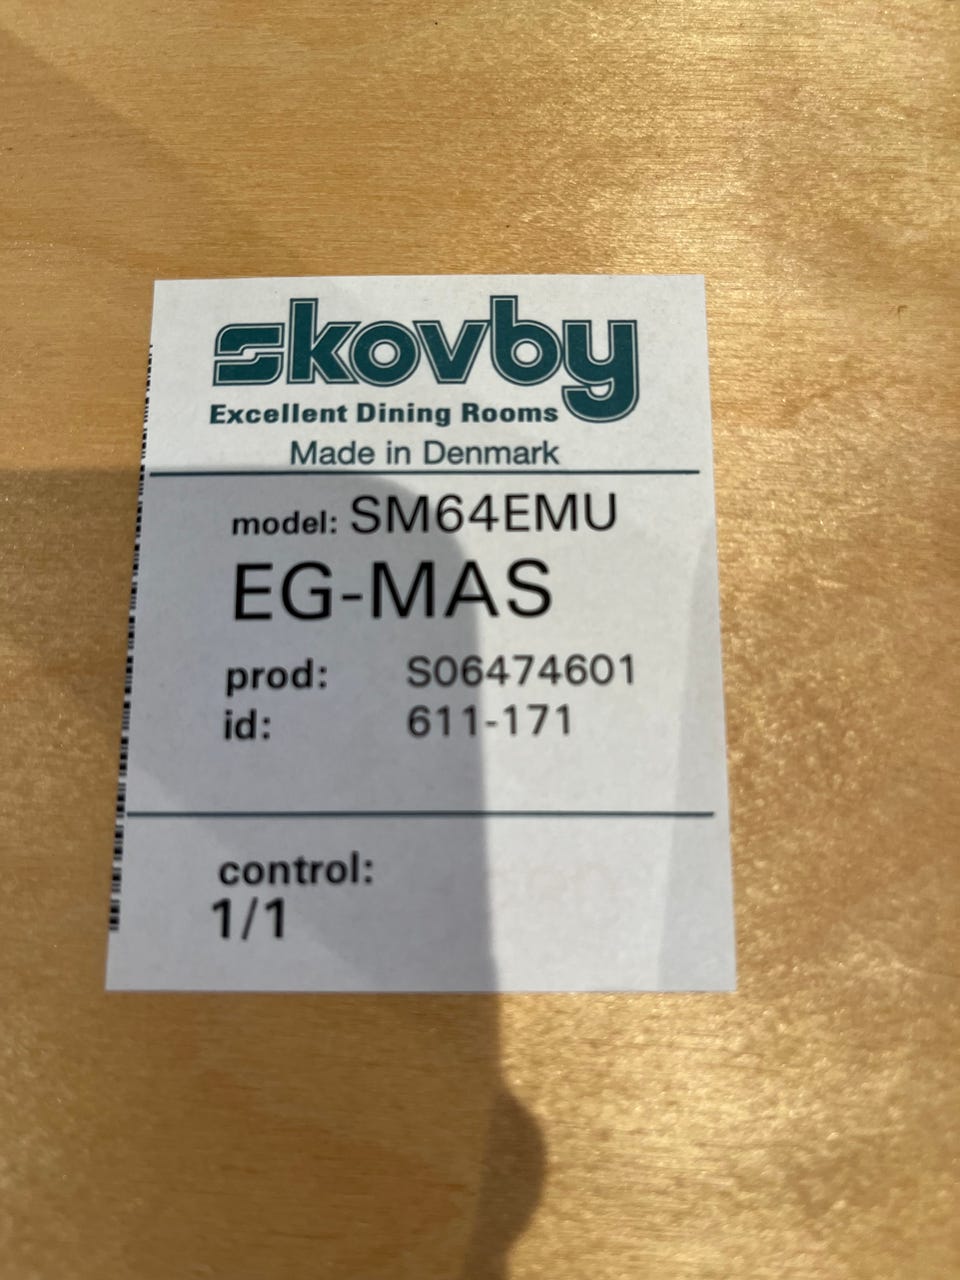 skovby
Excellent Dining Rooms
Made in Denmark
model: SM64EMU
EG-MAS
prod: S06474601
id: 611-171
control:
1/1